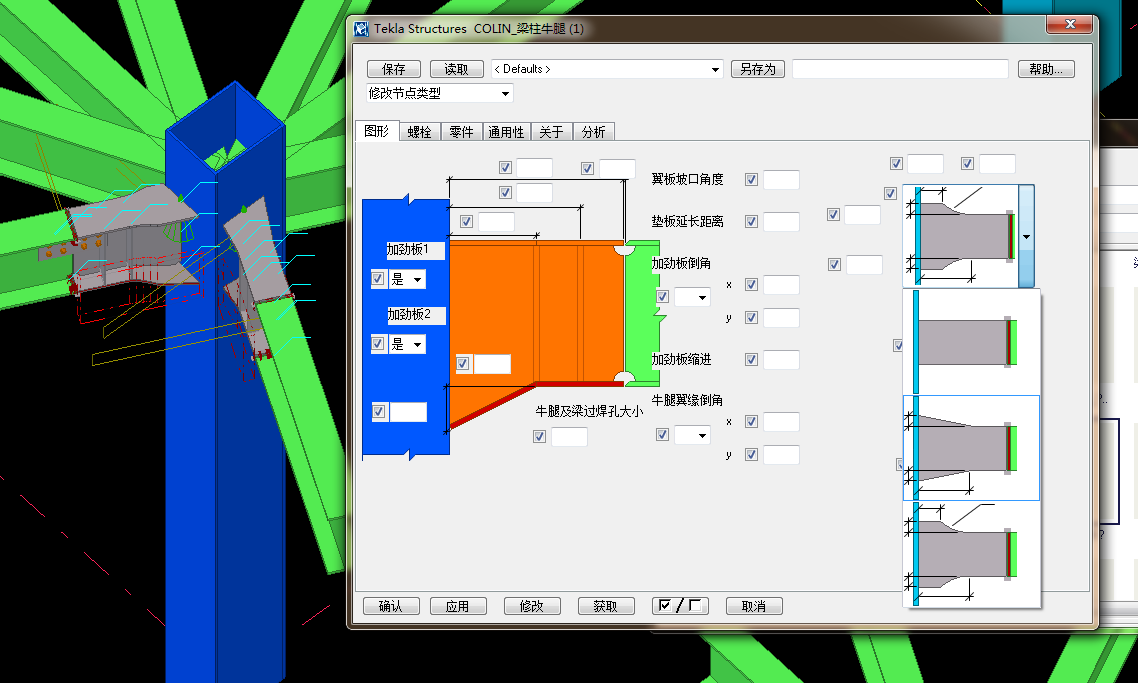 Tekla Structures COLIN_梁柱牛腿 (1)
保存
读取
< Defaults >
另存为
帮助...
修改节点类型
图形
螺栓
零件
通用性
关于
分析
翼板坡口角度
垫板延长距离
加劲板1
是
加劲板2
是
加劲板倒角
x
y
加劲板缩进
牛腿翼缘倒角
x
y
牛腿及梁过焊孔大小
确认
应用
修改
获取
/
取消
?..
?